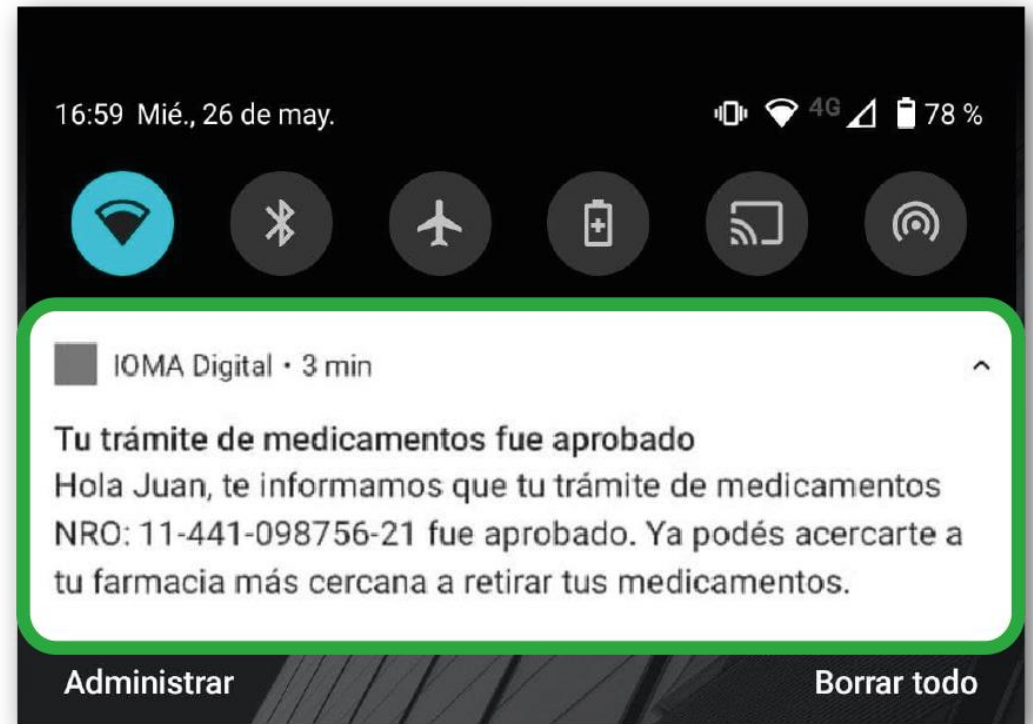 16:59 Mié., 26 de may. 4G 78 %
IOMA Digital • 3 min
Tu trámite de medicamentos fue aprobado
Hola Juan, te informamos que tu trámite de medicamentos
NRO: 11-441-098756-21 fue aprobado. Ya podés acercarte a
tu farmacia más cercana a retirar tus medicamentos.
Administrar Borrar todo